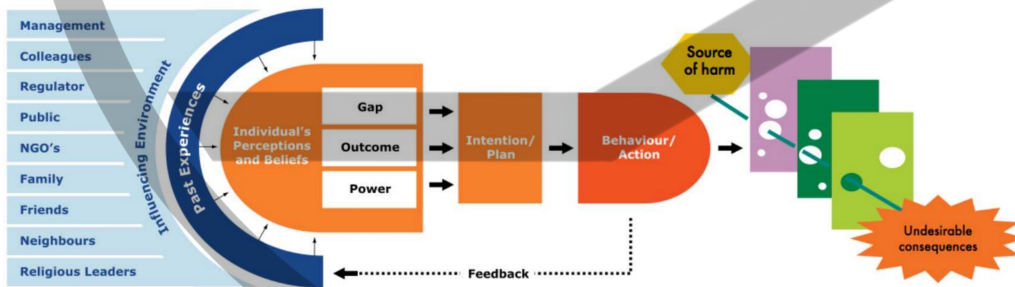 Management
Colleagues
Regulator
Public
NGO's
Family
Friends
Neighbours
Religious Leaders
Influencing Environment
Past Experiences
Individual's
Perceptions
and Beliefs
Gap
Outcome
Power
Intention/
Plan
Behaviour/
Action
Feedback
Source
of harm
Undesirable
consequences